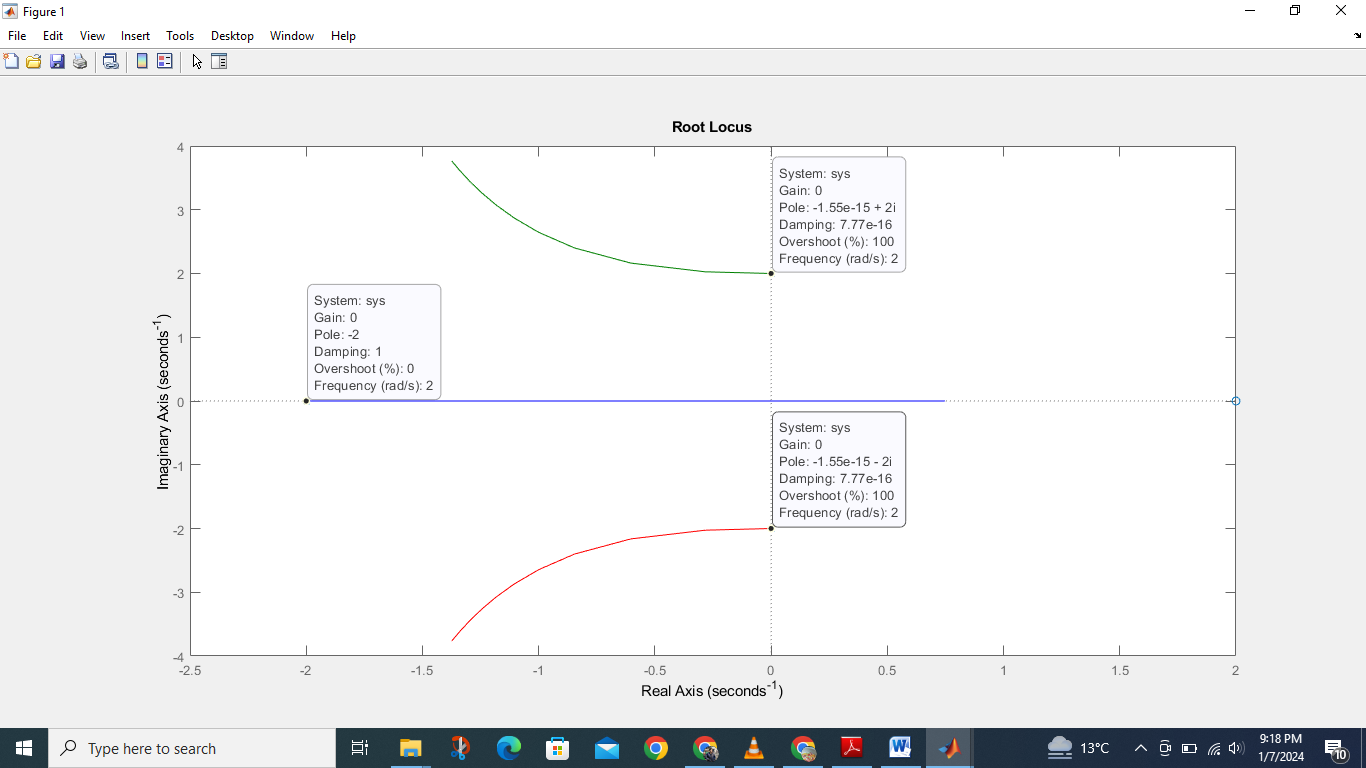 Figure 1
File Edit View Insert Tools Desktop Window Help
Root Locus
4
3
2
1
0
-1
-2
-3
-4
Imaginary Axis (seconds-1)
System: sys
Gain: 0
Pole: -1.55e-15 + 2i
Damping: 7.77e-16
Overshoot (%): 100
Frequency (rad/s): 2
System: sys
Gain: 0
Pole: -2
Damping: 1
Overshoot (%): 0
Frequency (rad/s): 2
System: sys
Gain: 0
Pole: -1.55e-15 - 2i
Damping: 7.77e-16
Overshoot (%): 100
Frequency (rad/s): 2
-2.5 -2 -1.5 -1 -0.5 0 0.5 1 1.5 2
Real Axis (seconds-1)
Type here to search
13°C
9:18 PM
1/7/2024
10